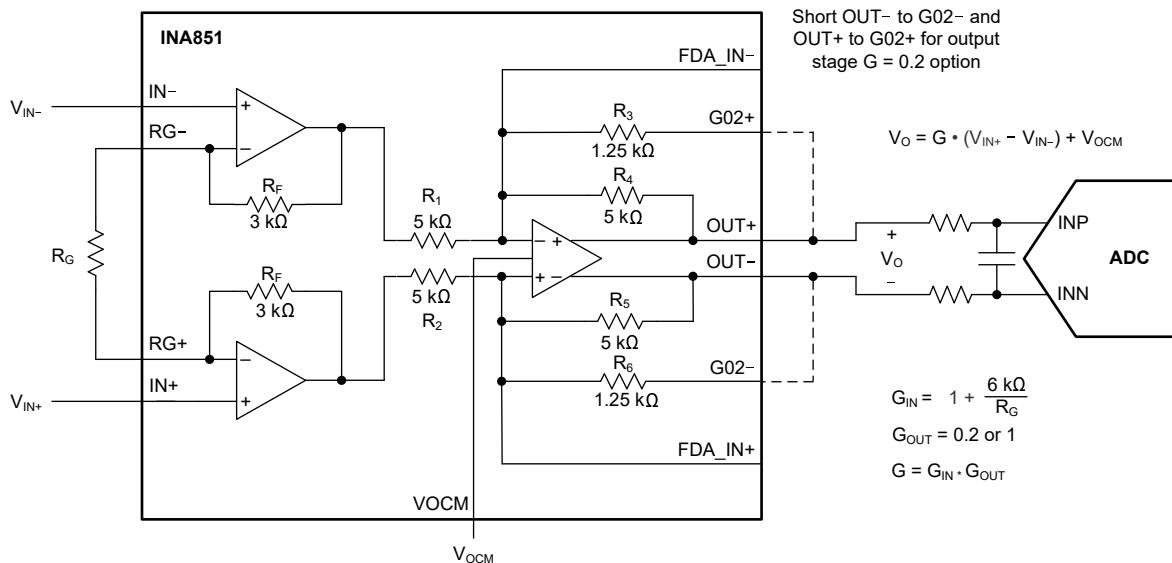 INA851
Short OUT− to G02− and
OUT+ to G02+ for output
stage G = 0.2 option
FDA_IN−
IN−
V_IN−
RG−
R_F
3 kΩ
R_3
1.25 kΩ
G02+
V_O = G • (V_IN+ − V_IN−) + V_OCM
R_4
5 kΩ
R_1
5 kΩ
OUT+
OUT−
R_G
R_F
3 kΩ
5 kΩ
R_2
+
V_O
−
INP
INN
ADC
R_5
5 kΩ
RG+
IN+
V_IN+
R_6
1.25 kΩ
G02−
G_IN = 1 + 6 kΩ / R_G
G_OUT = 0.2 or 1
G = G_IN * G_OUT
FDA_IN+
VOCM
V_OCM